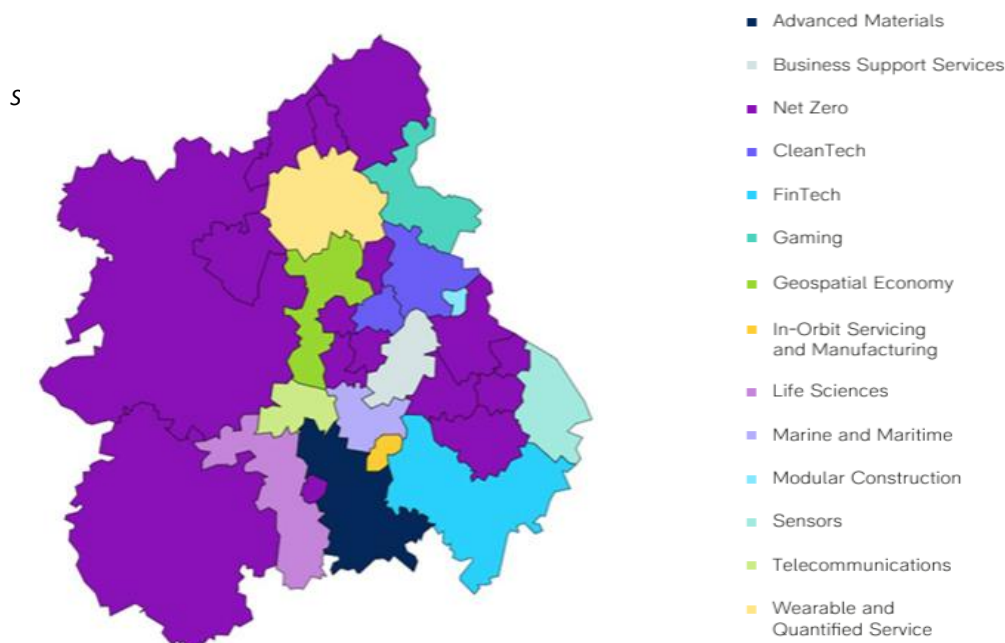 S
Advanced Materials
Business Support Services
Net Zero
CleanTech
FinTech
Gaming
Geospatial Economy
In-Orbit Servicing
and Manufacturing
Life Sciences
Marine and Maritime
Modular Construction
Sensors
Telecommunications
Wearable and
Quantified Service